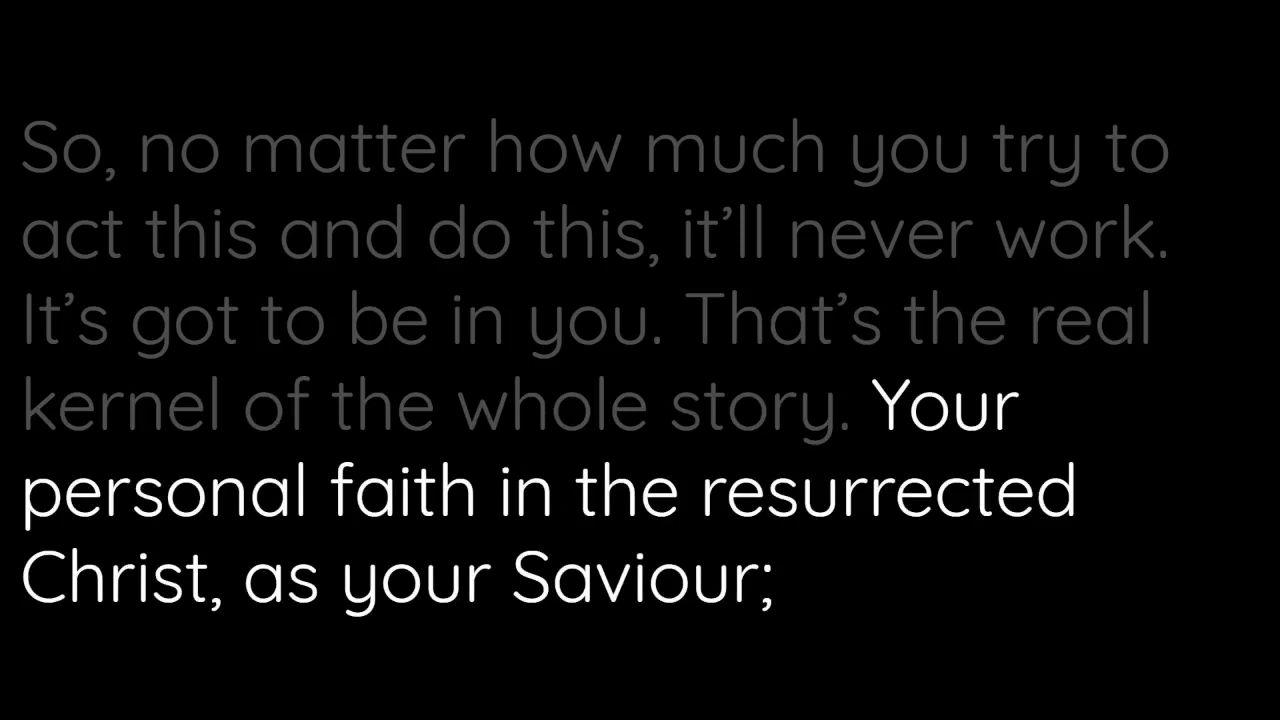 So, no matter how much you try to
act this and do this, it’ll never work.
It’s got to be in you. That’s the real
kernel of the whole story. Your
personal faith in the resurrected
Christ, as your Saviour;